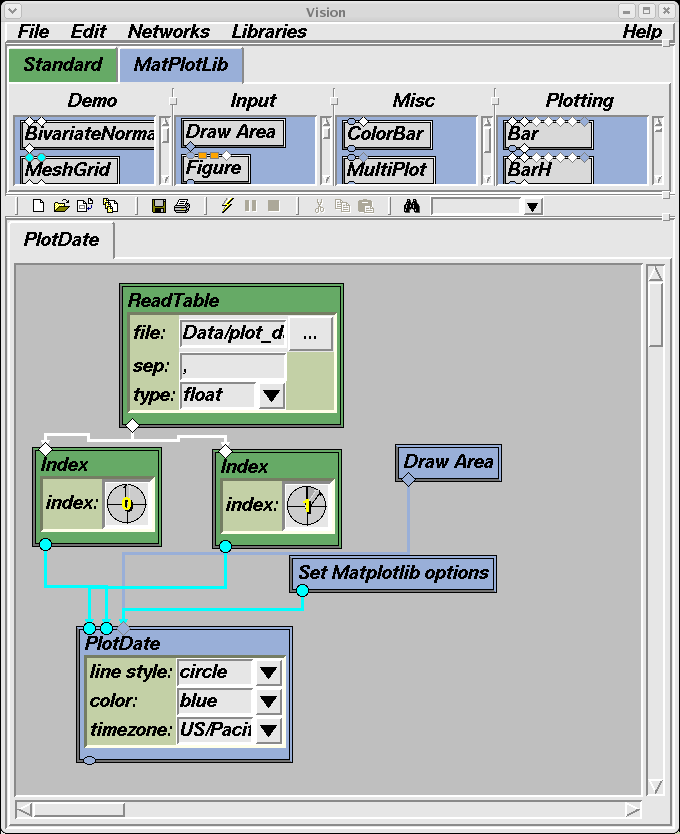 Vision
File Edit Networks Libraries Help
Standard MatPlotLib
Demo Input Misc Plotting
BivariateNorma Draw Area ColorBar Bar
MeshGrid Figure MultiPlot BarH
PlotDate
ReadTable
file: Data/plot_d ...
sep: ,
type: float
Index Index
index: 0 index: 1
Draw Area
Set Matplotlib options
PlotDate
line style: circle
color: blue
timezone: US/Pacif